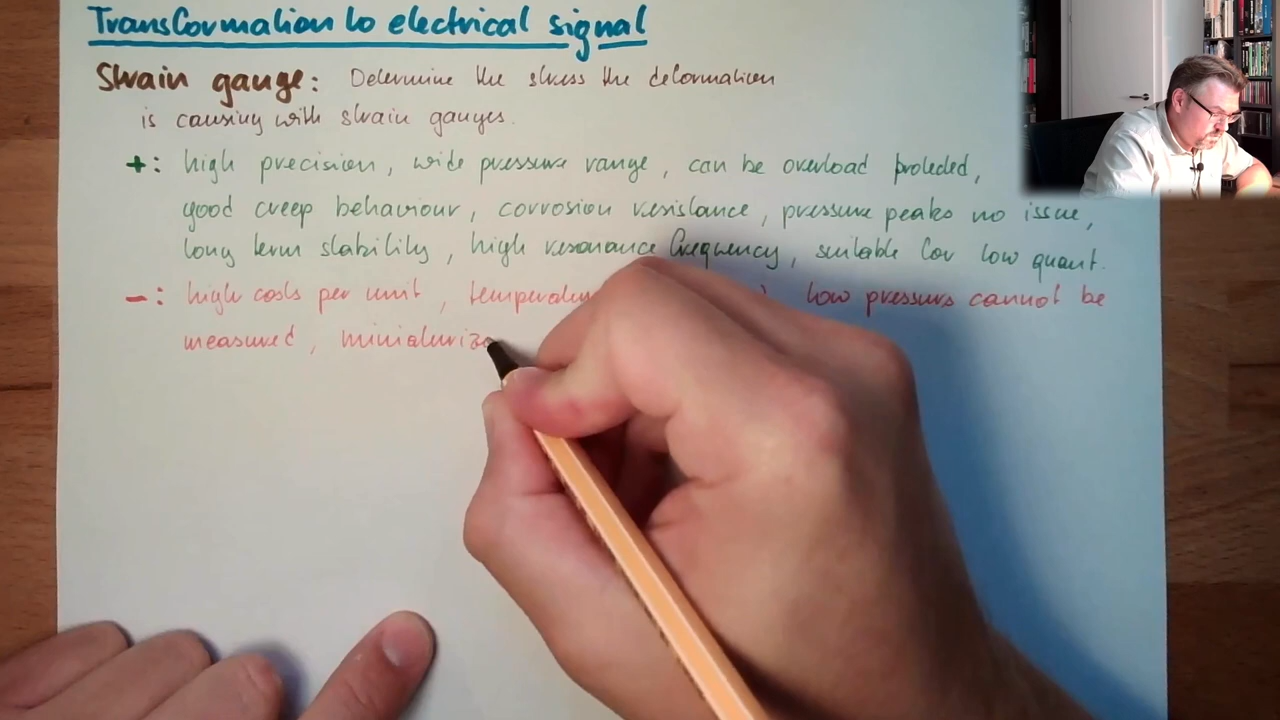 Transformation to electrical signal
Strain gauge: Determine the stress the deformation
is causing with strain gauges.
+: high precision, wide pressure range, can be overload protected,
good creep behaviour, corrosion resistance, pressure peaks no issue,
long term stability, high resonance frequency, suitable for low quant.
-: high costs per unit, low pressure cannot be
measured,